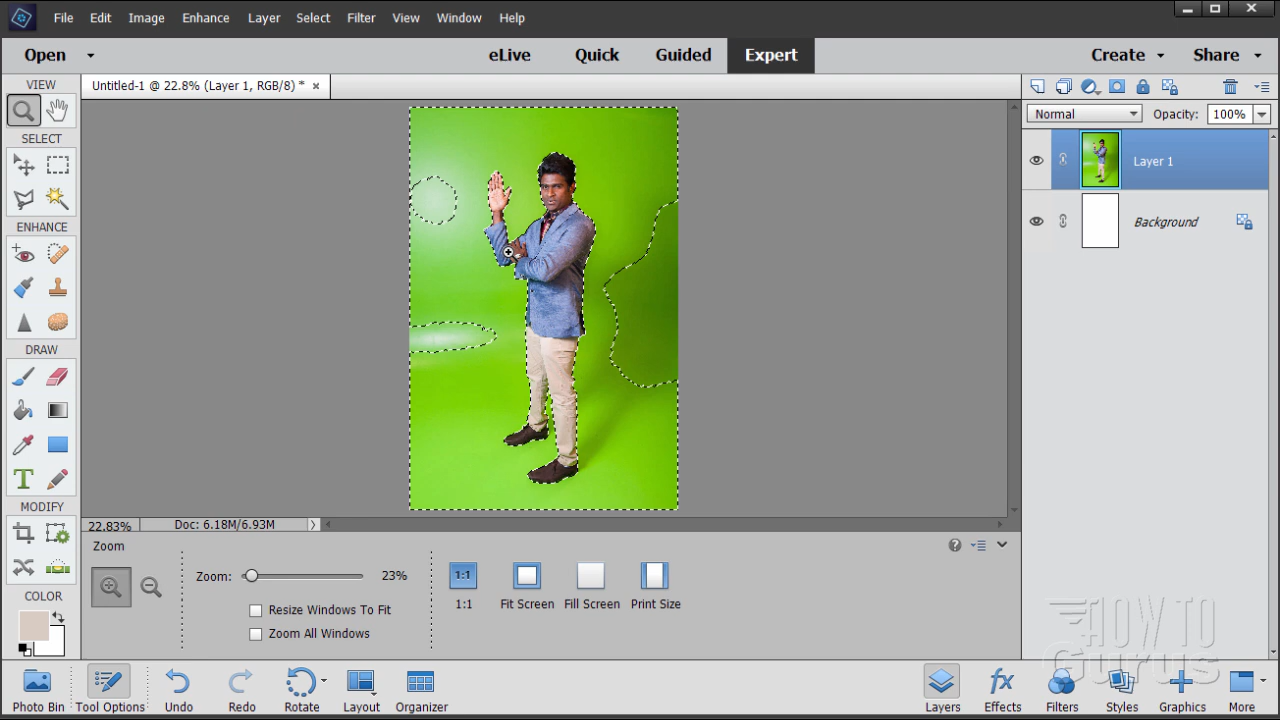 File Edit Image Enhance Layer Select Filter View Window Help
Open eLive Quick Guided Expert Create Share
VIEW
Untitled-1 @ 22.8% (Layer 1, RGB/8) * ×
SELECT
ENHANCE
DRAW
T
MODIFY
COLOR
Normal Opacity: 100%
Layer 1
Background
22.83% Doc: 6.18M/6.93M
Zoom
Zoom: 23%
Resize Windows To Fit
Zoom All Windows
1:1
1:1 Fit Screen Fill Screen Print Size
HOW TO
Gurus
fx
Photo Bin Tool Options Undo Redo Rotate Layout Organizer Layers Effects Filters Styles Graphics More